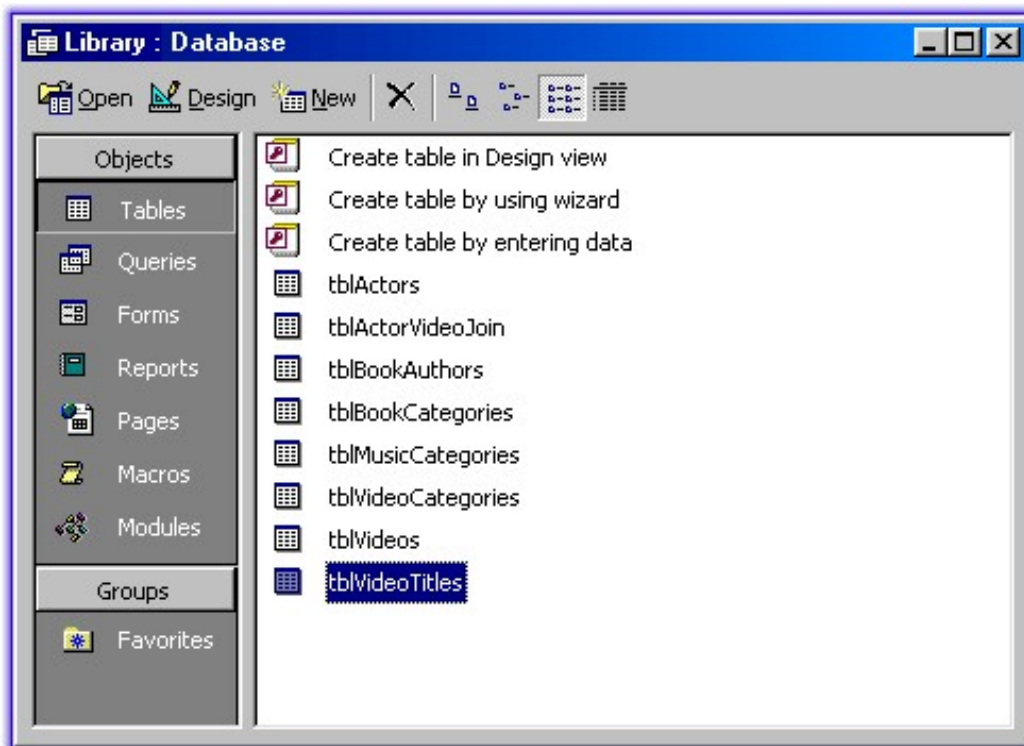 Library : Database
Open Design New
Objects
Tables
Queries
Forms
Reports
Pages
Macros
Modules
Groups
Favorites
Create table in Design view
Create table by using wizard
Create table by entering data
tblActors
tblActorVideoJoin
tblBookAuthors
tblBookCategories
tblMusicCategories
tblVideoCategories
tblVideos
tblVideoTitles